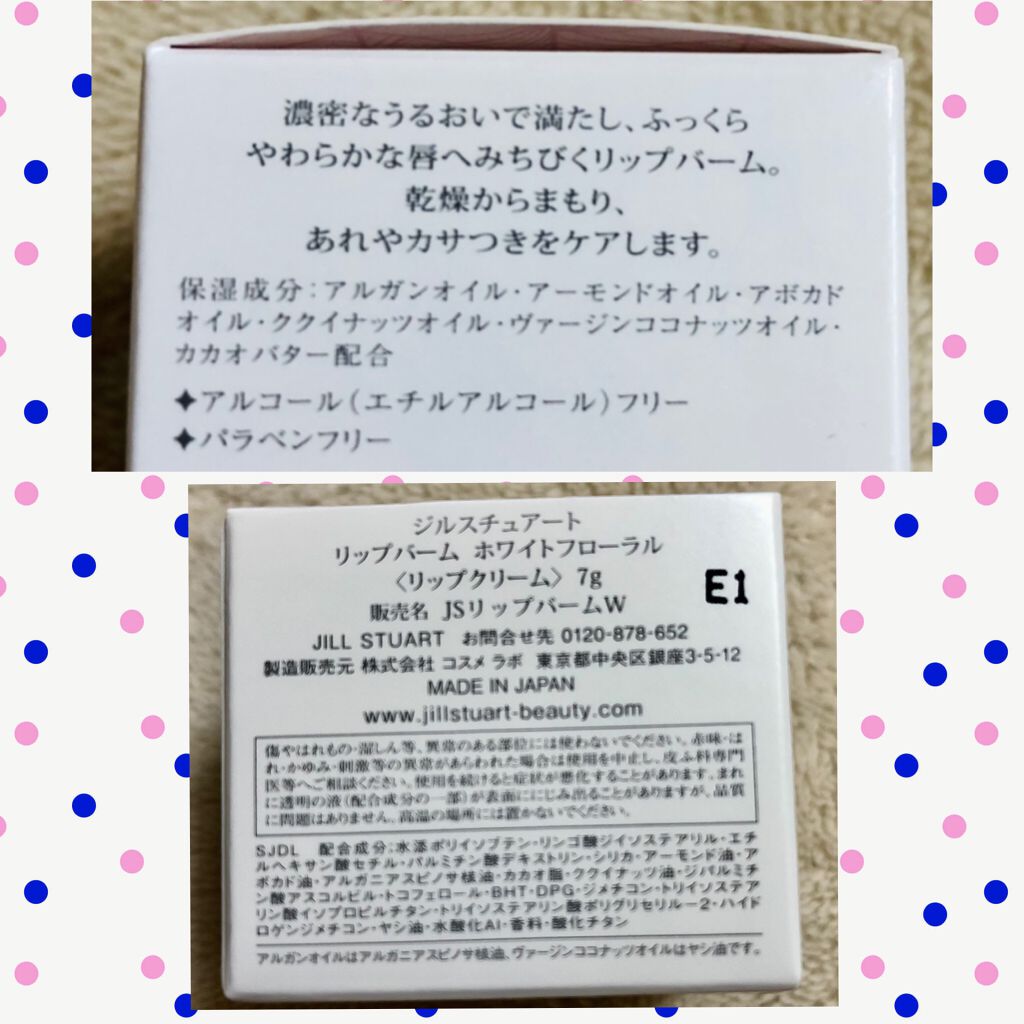 濃密なうるおいで満たし、ふっくら
やわらかな唇へみちびくリップバーム。
乾燥からまもり、
あれやカサつきをケアします。
保湿成分：アルガンオイル・アーモンドオイル・アボカド
オイル・ククイナッツオイル・ヴァージンココナッツオイル・
カカオバター配合
✦アルコール（エチルアルコール）フリー
✦パラベンフリー
ジルスチュアート
リップバーム ホワイトフローラル
〈リップクリーム〉 7g
E1
販売名 JSリップバームW
JILL STUART お問合せ先 0120-878-652
製造販売元 株式会社 コスメ ラボ 東京都中央区銀座3-5-12
MADE IN JAPAN
www.jillstuart-beauty.com
傷やはれもの・湿しん等、異常のある部位には使わないでください。赤味・は
れ・かゆみ・刺激等の異常があらわれた場合は使用を中止し、皮ふ科専門
医等へご相談ください。使用を続けると症状が悪化することがあります。まれ
に透明の液（配合成分の一部）が表面ににじみ出ることがありますが、品質
に問題はありません。高温の場所には置かないでください。
SJDL 配合成分：水添ポリイソブテン・リンゴ酸ジイソステアリル・エチ
ルヘキサン酸セチル・パルミチン酸デキストリン・シリカ・アーモンド油・ア
ボカド油・アルガニアスピノサ核油・カカオ脂・ククイナッツ油・ジパルミチ
ン酸アスコルビル・トコフェロール・BHT・DPG・ジメチコン・トリイソステア
リン酸イソプロピルチタン・トリイソステアリン酸ポリグリセリル-2・ハイド
ロゲンジメチコン・ヤシ油・水酸化Al・香料・酸化チタン
アルガンオイルはアルガニアスピノサ核油、ヴァージンココナッツオイルはヤシ油です。